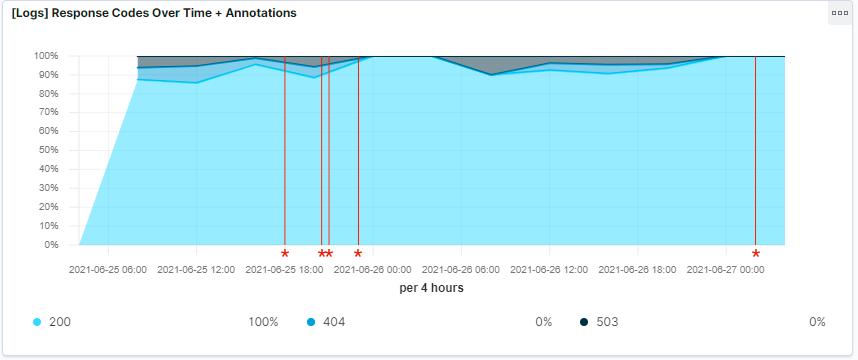 [Logs] Response Codes Over Time + Annotations
100%
90%
80%
70%
60%
50%
40%
30%
20%
10%
0%
2021-06-25 06:00 2021-06-25 12:00 2021-06-25 18:00 2021-06-26 00:00 2021-06-26 06:00 2021-06-26 12:00 2021-06-26 18:00 2021-06-27 00:00
per 4 hours
200 100% 404 0% 503 0%